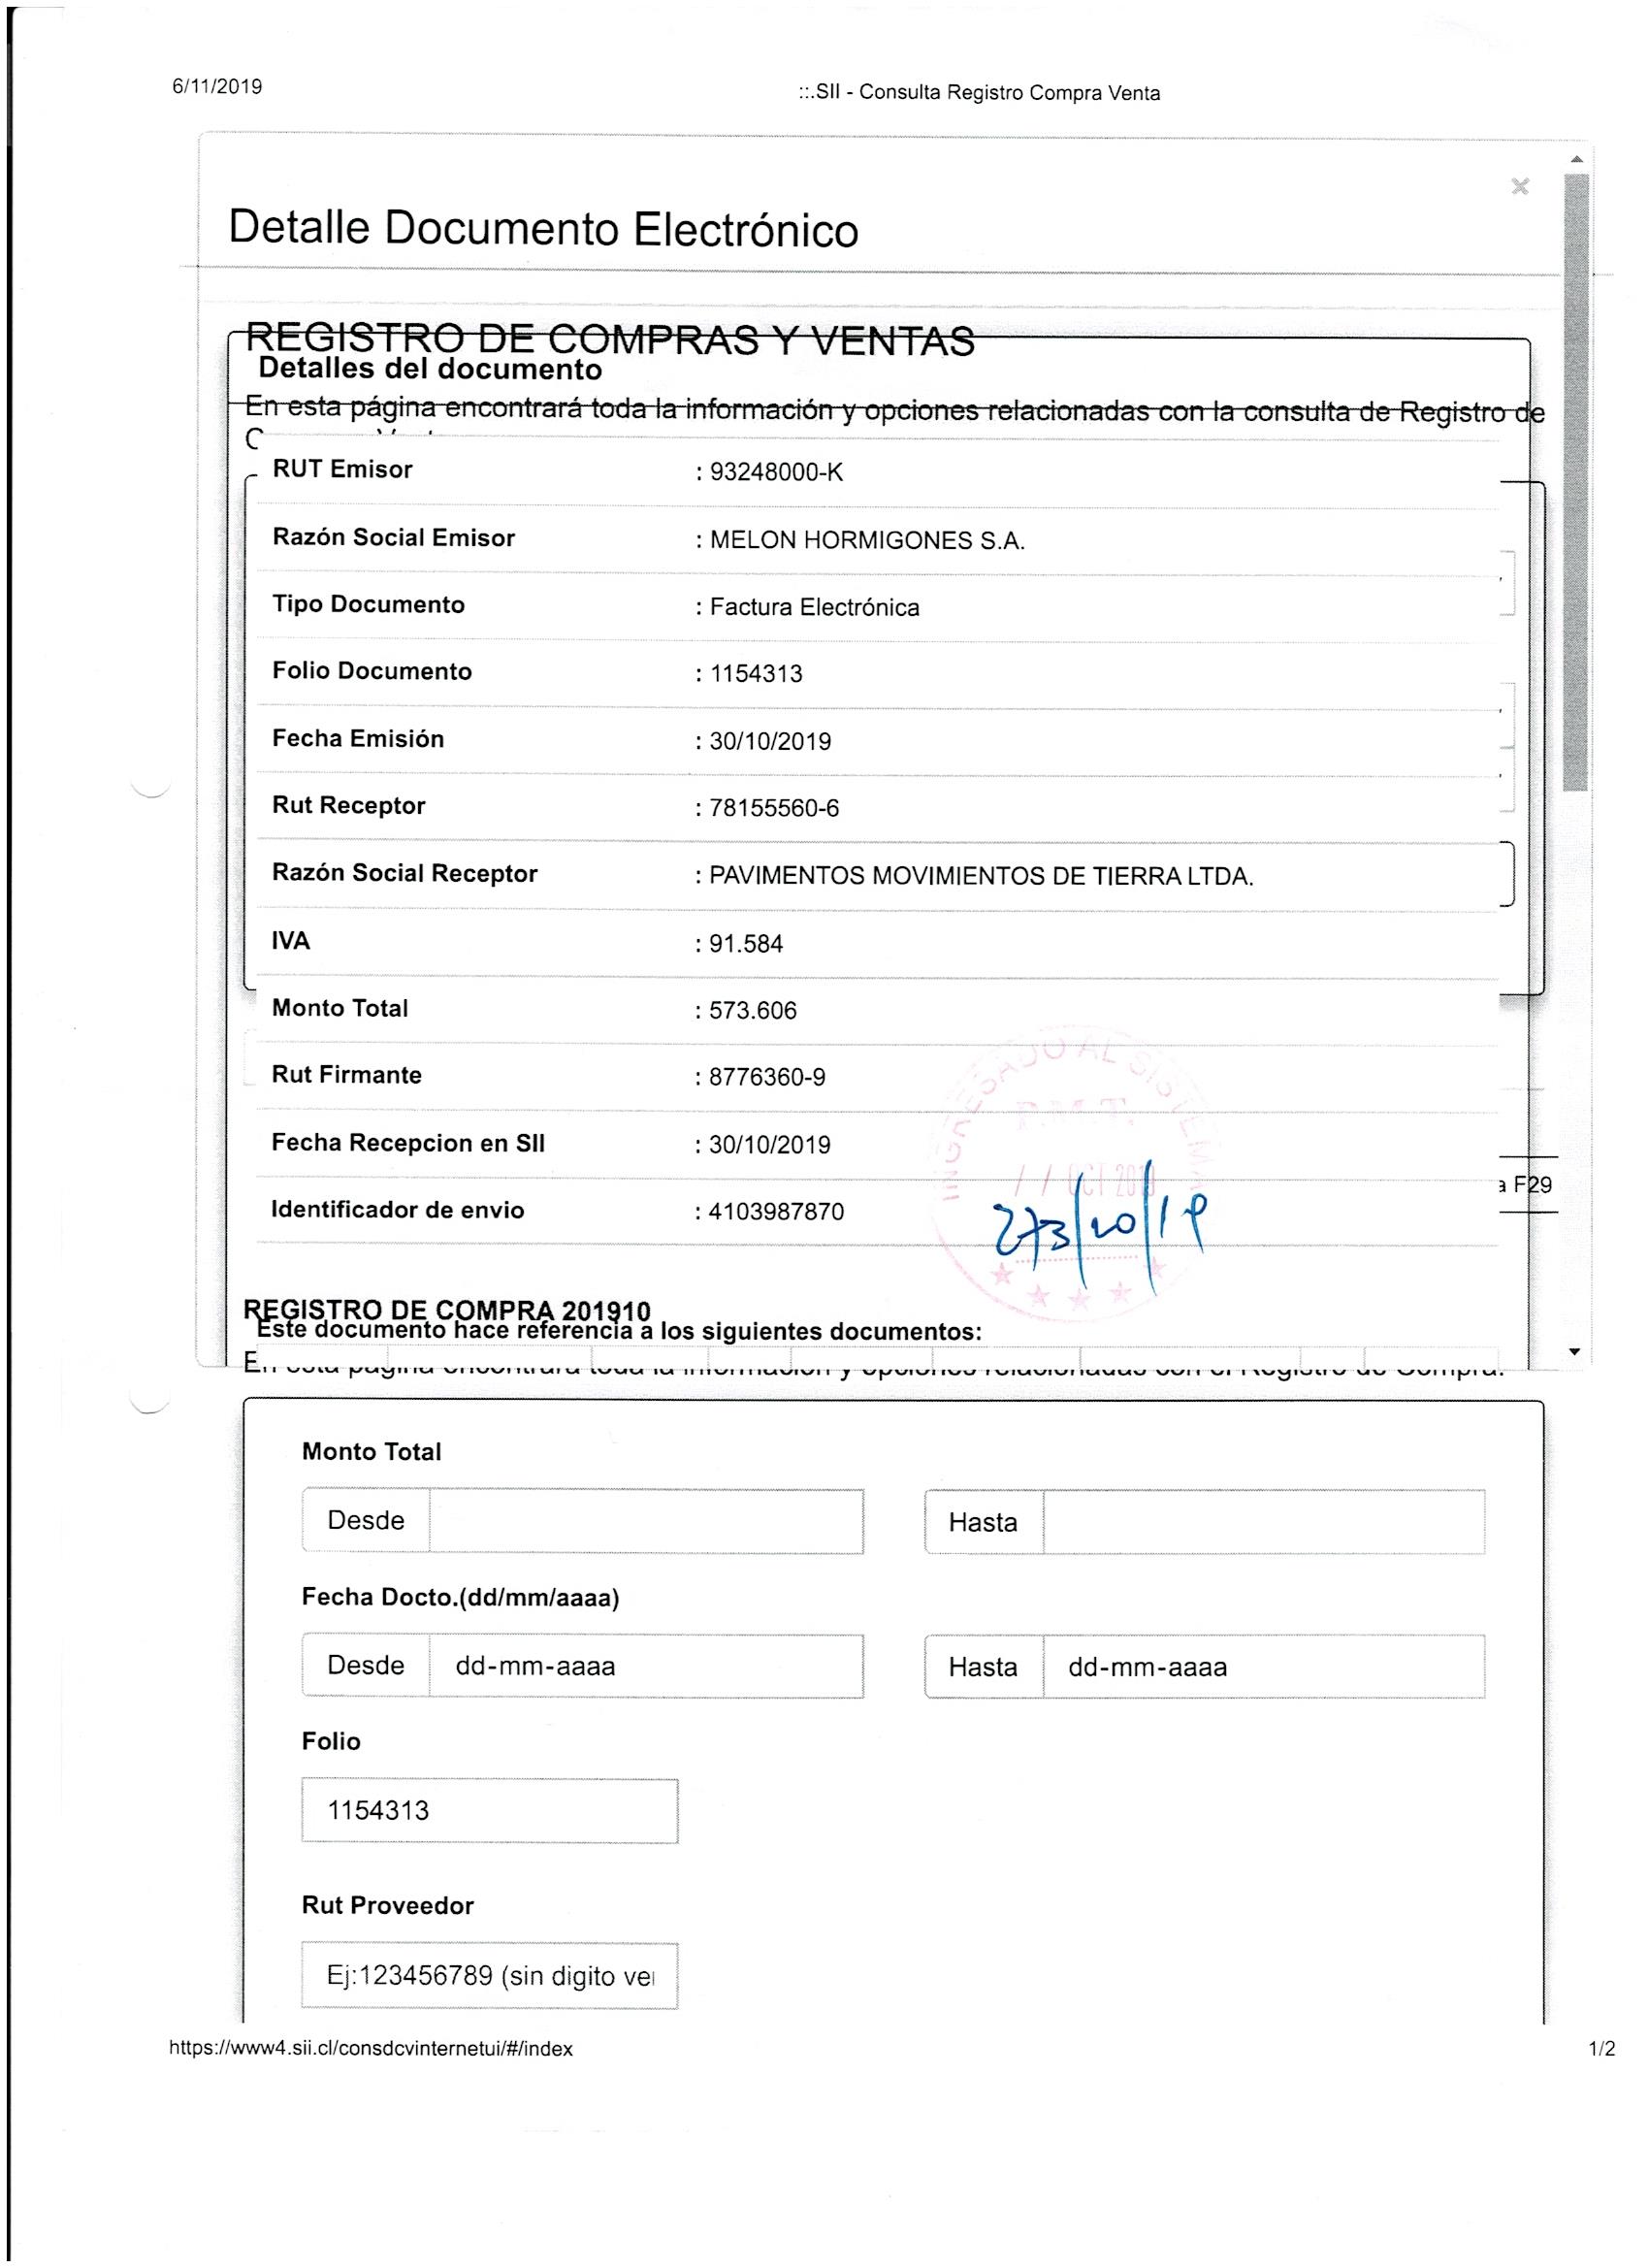 6/11/2019
::.SII - Consulta Registro Compra Venta
Detalle Documento Electrónico
REGISTRO DE COMPRAS Y VENTAS
Detalles del documento
En esta página encontrará toda la información y opciones relacionadas con la consulta de Registro de
RUT Emisor : 93248000-K
Razón Social Emisor : MELON HORMIGONES S.A.
Tipo Documento : Factura Electrónica
Folio Documento : 1154313
Fecha Emisión : 30/10/2019
Rut Receptor : 78155560-6
Razón Social Receptor : PAVIMENTOS MOVIMIENTOS DE TIERRA LTDA.
IVA : 91.584
Monto Total : 573.606
Rut Firmante : 8776360-9
Fecha Recepcion en SII : 30/10/2019
Identificador de envio : 4103987870
INGRESADO AL SISTEMA
OCT 2019
a F29
REGISTRO DE COMPRA 201910
Este documento hace referencia a los siguientes documentos:
En esta página encontrará toda la información y opciones relacionadas con el Registro de Compra.
Monto Total
Desde
Hasta
Fecha Docto.(dd/mm/aaaa)
Desde dd-mm-aaaa
Hasta dd-mm-aaaa
Folio
1154313
Rut Proveedor
Ej:123456789 (sin digito ve
https://www4.sii.cl/consdcvinternetui/#/index
1/2